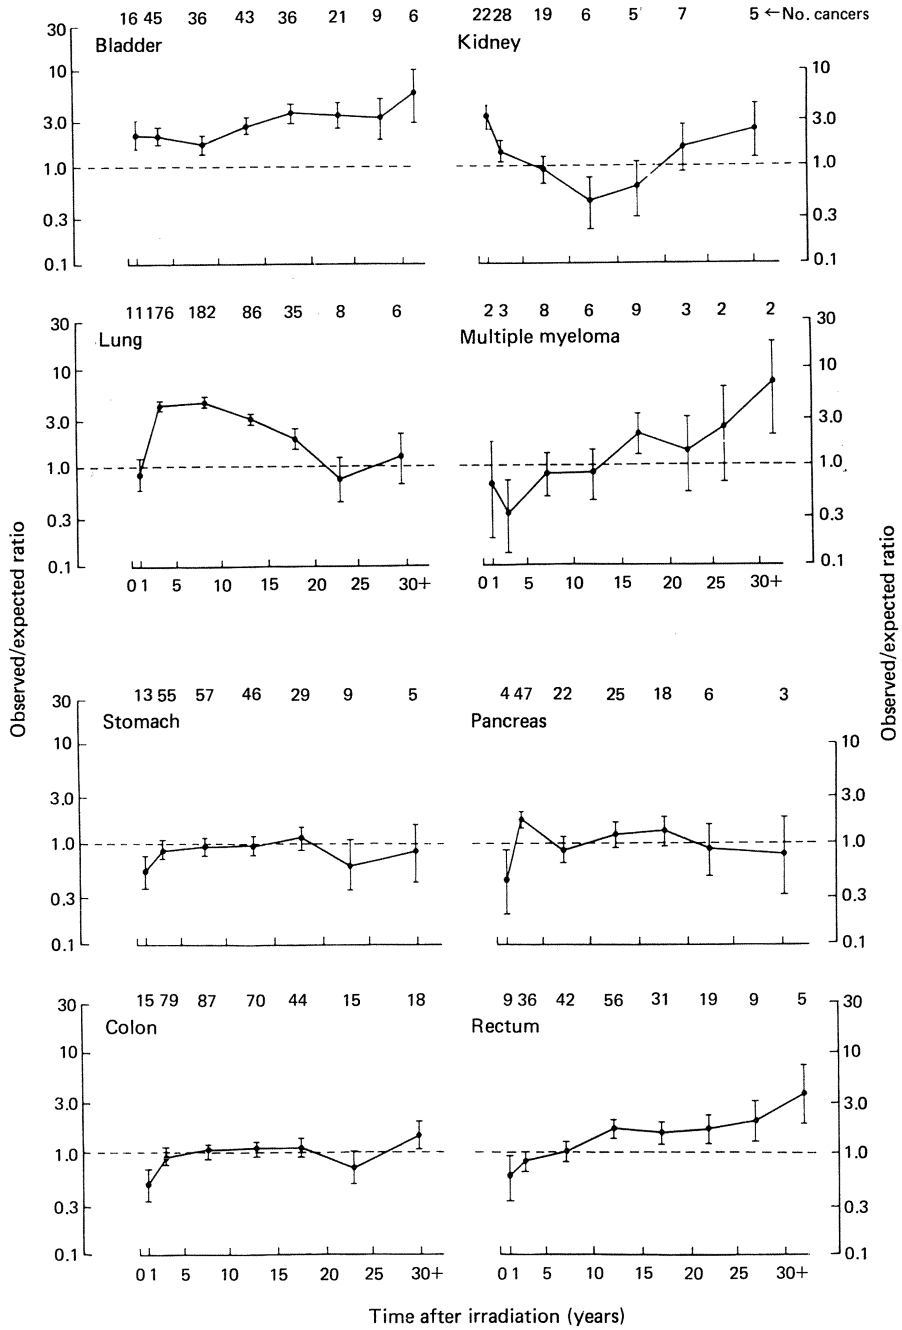 16 45 36 43 36 21 9 6
Bladder
30
10
3.0
1.0
0.3
0.1
22 28 19 6 5 7 5 ←No. cancers
Kidney
10
3.0
1.0
0.3
0.1
11 176 182 86 35 8 6
Lung
30
10
3.0
1.0
0.3
0.1
0 1 5 10 15 20 25 30+
2 3 8 6 9 3 2 2
Multiple myeloma
30
10
3.0
1.0
0.3
0.1
0 1 5 10 15 20 25 30+
Observed/expected ratio
Observed/expected ratio
13 55 57 46 29 9 5
Stomach
30
10
3.0
1.0
0.3
0.1
4 47 22 25 18 6 3
Pancreas
10
3.0
1.0
0.3
0.1
15 79 87 70 44 15 18
Colon
30
10
3.0
1.0
0.3
0.1
0 1 5 10 15 20 25 30+
9 36 42 56 31 19 9 5
Rectum
30
10
3.0
1.0
0.3
0.1
0 1 5 10 15 20 25 30+
Time after irradiation (years)